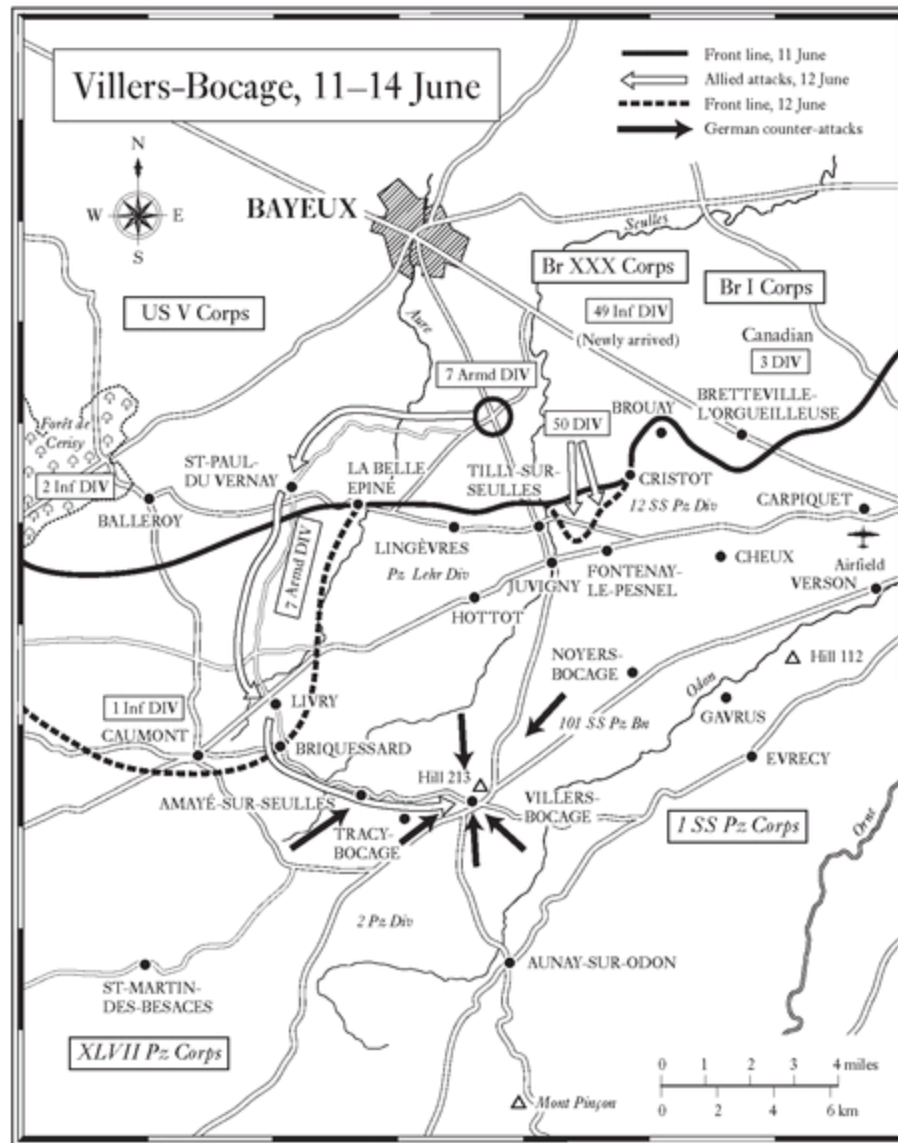 Villers-Bocage, 11–14 June
Front line, 11 June
Allied attacks, 12 June
Front line, 12 June
German counter-attacks
N
W
E
S
BAYEUX
Seulles
Br XXX Corps
Br I Corps
US V Corps
Aure
49 Inf DIV
(Newly arrived)
Canadian
3 DIV
7 Armd DIV
BRETTEVILLE-
L'ORGUEILLEUSE
BROUAY
50 DIV
Forêt de
Cerisy
ST-PAUL-
DU VERNAY
LA BELLE
EPINÉ
TILLY-SUR-
SEULLES
CRISTOT
2 Inf DIV
BALLEROY
12 SS Pz Div
CARPIQUET
LINGÈVRES
7 Armd DIV
Pz Lehr Div
JUVIGNY
FONTENAY-
LE-PESNEL
CHEUX
Airfield
VERSON
HOTTOT
NOYERS-
BOCAGE
Hill 112
Odon
1 Inf DIV
LIVRY
GAVRUS
CAUMONT
101 SS Pz Bn
BRIQUESSARD
EVRECY
Hill 213
AMAYÉ-SUR-SEULLES
VILLERS-
BOCAGE
TRACY-
BOCAGE
1 SS Pz Corps
Orne
2 Pz Div
AUNAY-SUR-ODON
ST-MARTIN-
DES-BESACES
XLVII Pz Corps
0 1 2 3 4 miles
0 2 4 6 km
Mont Pinçon